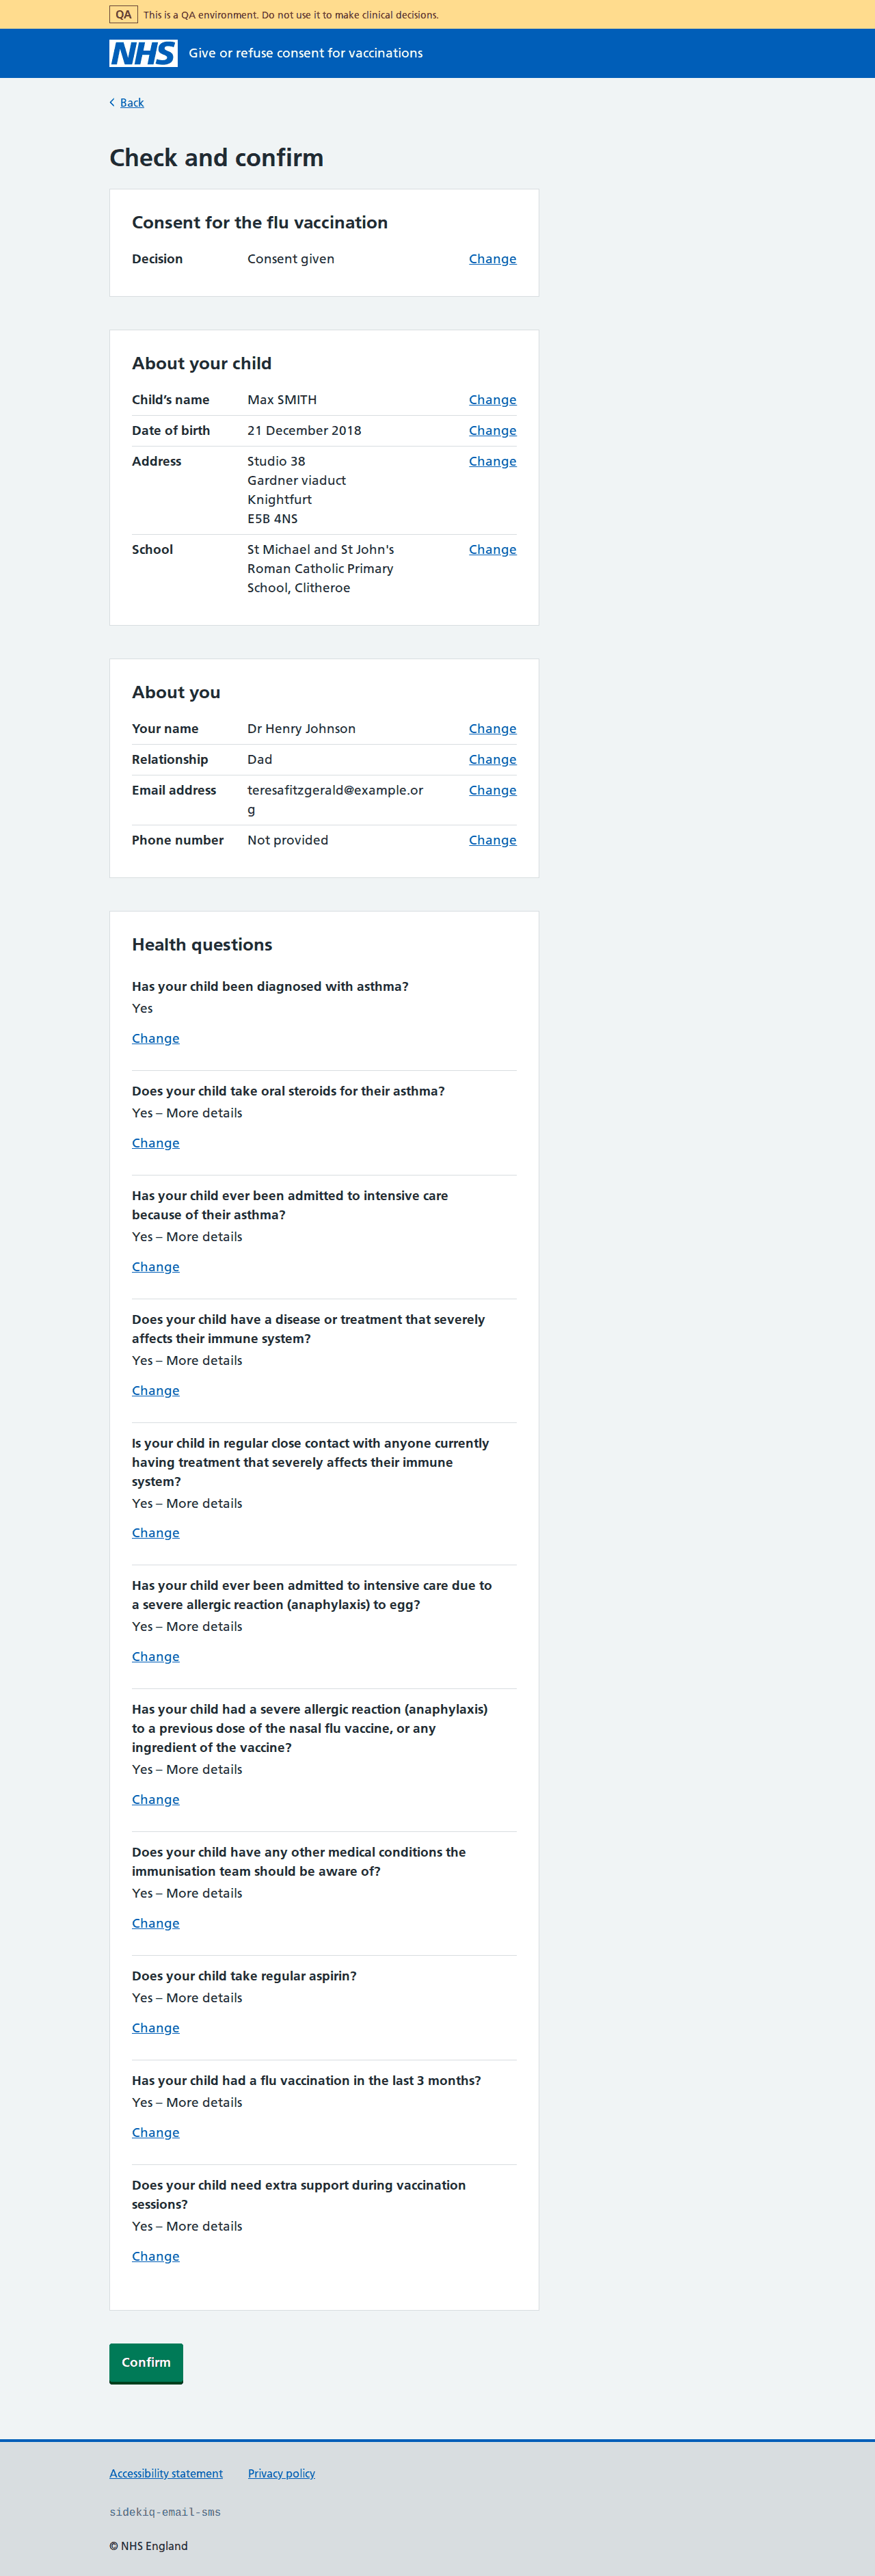 QA This is a QA environment. Do not use it to make clinical decisions.
NHS Give or refuse consent for vaccinations
Back
Check and confirm
Consent for the flu vaccination
Decision Consent given Change
About your child
Child’s name Max SMITH Change
Date of birth 21 December 2018 Change
Address Studio 38 Change
Gardner viaduct
Knightfurt
E5B 4NS
School St Michael and St John's Change
Roman Catholic Primary
School, Clitheroe
About you
Your name Dr Henry Johnson Change
Relationship Dad Change
Email address teresafitzgerald@example.or Change
g
Phone number Not provided Change
Health questions
Has your child been diagnosed with asthma?
Yes
Change
Does your child take oral steroids for their asthma?
Yes – More details
Change
Has your child ever been admitted to intensive care
because of their asthma?
Yes – More details
Change
Does your child have a disease or treatment that severely
affects their immune system?
Yes – More details
Change
Is your child in regular close contact with anyone currently
having treatment that severely affects their immune
system?
Yes – More details
Change
Has your child ever been admitted to intensive care due to
a severe allergic reaction (anaphylaxis) to egg?
Yes – More details
Change
Has your child had a severe allergic reaction (anaphylaxis)
to a previous dose of the nasal flu vaccine, or any
ingredient of the vaccine?
Yes – More details
Change
Does your child have any other medical conditions the
immunisation team should be aware of?
Yes – More details
Change
Does your child take regular aspirin?
Yes – More details
Change
Has your child had a flu vaccination in the last 3 months?
Yes – More details
Change
Does your child need extra support during vaccination
sessions?
Yes – More details
Change
Confirm
Accessibility statement Privacy policy
sidekiq-email-sms
© NHS England